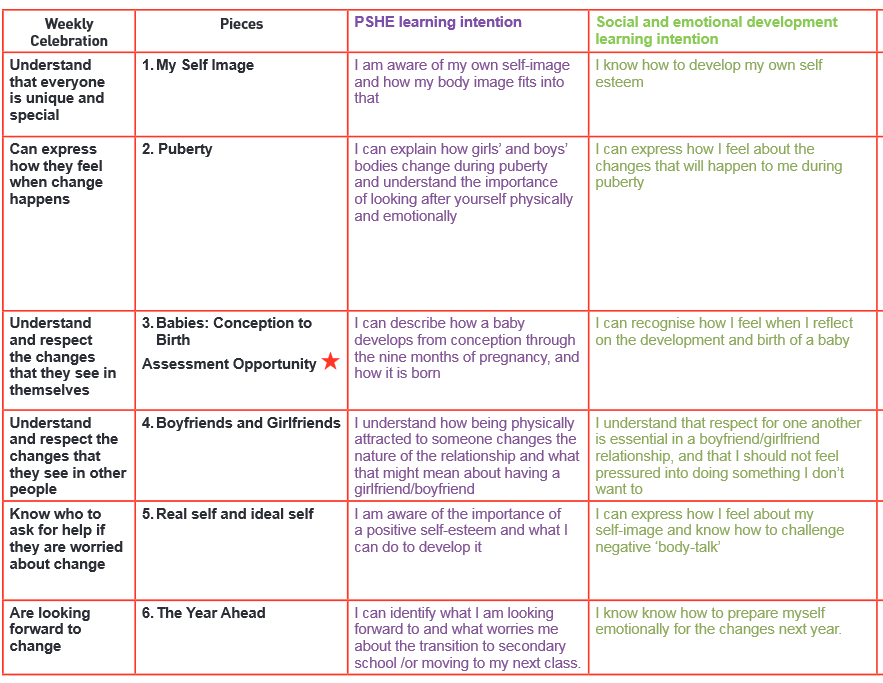 Weekly
Celebration
Pieces
PSHE learning intention
Social and emotional development
learning intention
Understand
that everyone
is unique and
special
1. My Self Image
I am aware of my own self-image
and how my body image fits into
that
I know how to develop my own self
esteem
Can express
how they feel
when change
happens
2. Puberty
I can explain how girls’ and boys’
bodies change during puberty
and understand the importance
of looking after yourself physically
and emotionally
I can express how I feel about the
changes that will happen to me during
puberty
Understand
and respect
the changes
that they see in
themselves
3. Babies: Conception to
Birth
Assessment Opportunity ★
I can describe how a baby
develops from conception through
the nine months of pregnancy, and
how it is born
I can recognise how I feel when I reflect
on the development and birth of a baby
Understand
and respect the
changes that
they see in other
people
4. Boyfriends and Girlfriends
I understand how being physically
attracted to someone changes the
nature of the relationship and what
that might mean about having a
girlfriend/boyfriend
I understand that respect for one another
is essential in a boyfriend/girlfriend
relationship, and that I should not feel
pressured into doing something I don’t
want to
Know who to
ask for help if
they are worried
about change
5. Real self and ideal self
I am aware of the importance of
a positive self-esteem and what I
can do to develop it
I can express how I feel about my
self-image and know how to challenge
negative ‘body-talk’
Are looking
forward to
change
6. The Year Ahead
I can identify what I am looking
forward to and what worries me
about the transition to secondary
school /or moving to my next class.
I know know how to prepare myself
emotionally for the changes next year.